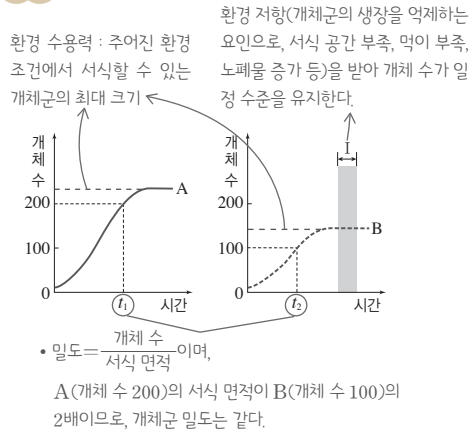 환경 수용력 : 주어진 환경
조건에서 서식할 수 있는
개체군의 최대 크기
환경 저항(개체군의 생장을 억제하는
요인으로, 서식 공간 부족, 먹이 부족,
노폐물 증가 등)을 받아 개체 수가 일
정 수준을 유지한다.
개체수
200
100
0
A
t₁
시간
개체수
200
100
0
I
B
t₂
시간
• 밀도=개체 수/서식 면적이며,
A(개체 수 200)의 서식 면적이 B(개체 수 100)의
2배이므로, 개체군 밀도는 같다.